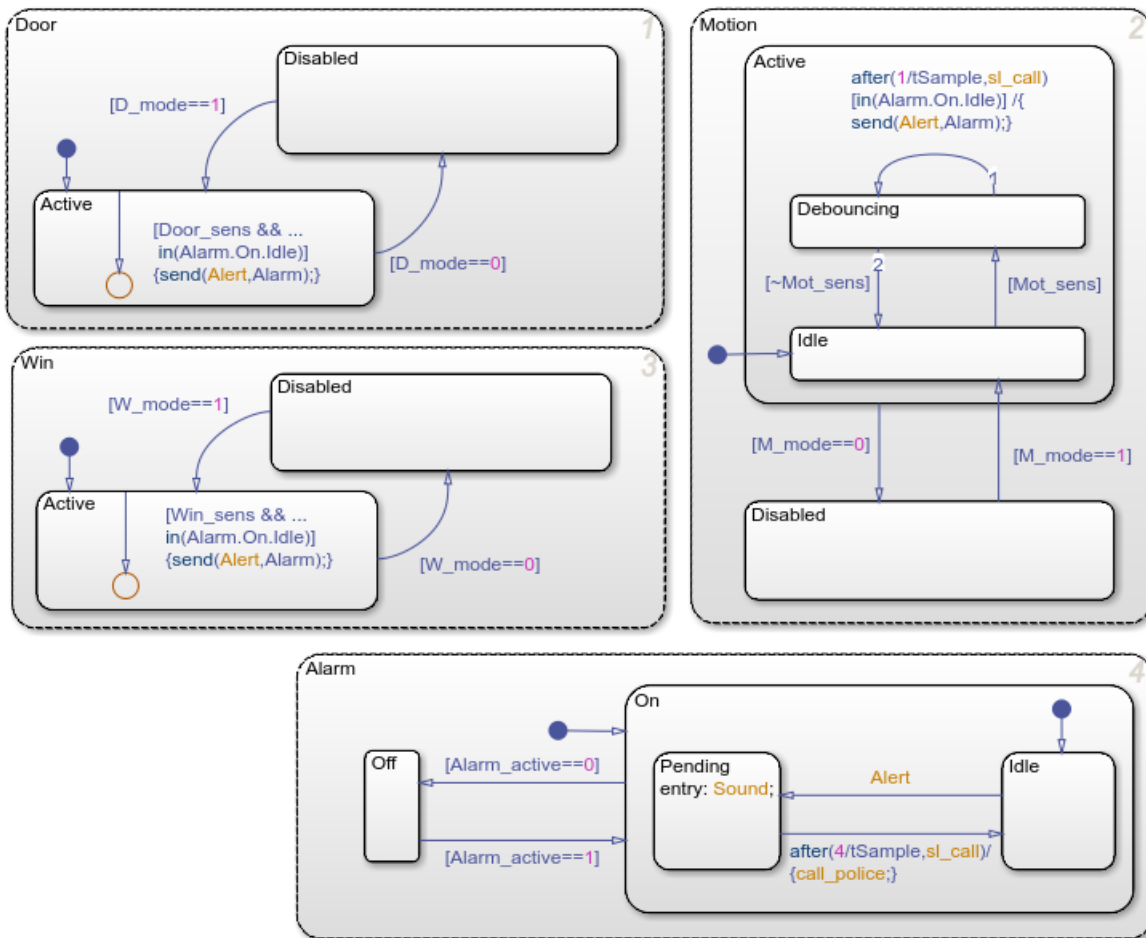 Door
1
Disabled
[D_mode==1]
Active
[Door_sens && ...
in(Alarm.On.Idle)]
{send(Alert,Alarm);}
[D_mode==0]
Motion
2
Active
after(1/tSample,sl_call)
[in(Alarm.On.Idle)] /{
send(Alert,Alarm);}
1
Debouncing
2
[~Mot_sens]
[Mot_sens]
Idle
[M_mode==0]
[M_mode==1]
Disabled
Win
3
Disabled
[W_mode==1]
Active
[Win_sens && ...
in(Alarm.On.Idle)]
{send(Alert,Alarm);}
[W_mode==0]
Alarm
4
On
Off
[Alarm_active==0]
[Alarm_active==1]
Pending
entry: Sound;
Alert
Idle
after(4/tSample,sl_call)/
{call_police;}